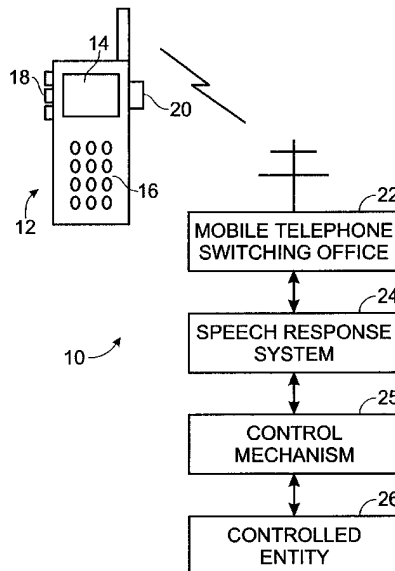 14
18
20
16
12
22
MOBILE TELEPHONE
SWITCHING OFFICE
24
SPEECH RESPONSE
SYSTEM
10
25
CONTROL
MECHANISM
26
CONTROLLED
ENTITY